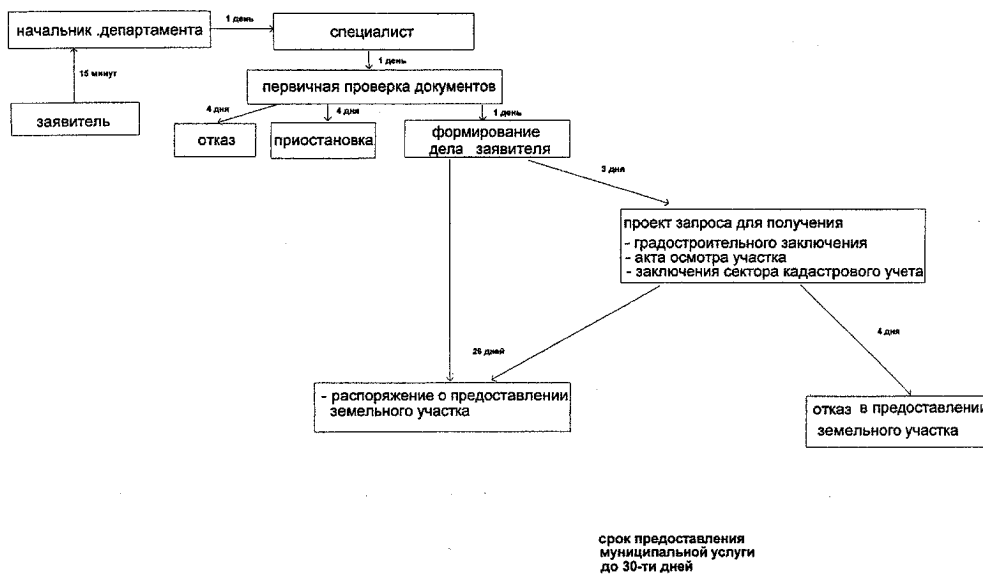 начальник .департамента
1 день
специалист
15 минут
1 день
заявитель
первичная проверка документов
4 дня
4 дня
1 день
отказ
приостановка
формирование
дела заявителя
3 дня
проект запроса для получения
- градостроительного заключения
- акта осмотра участка
- заключения сектора кадастрового учета
26 дней
4 дня
- распоряжение о предоставлении
земельного участка
отказ в предоставлении
земельного участка
срок предоставления
муниципальной услуги
до 30-ти дней